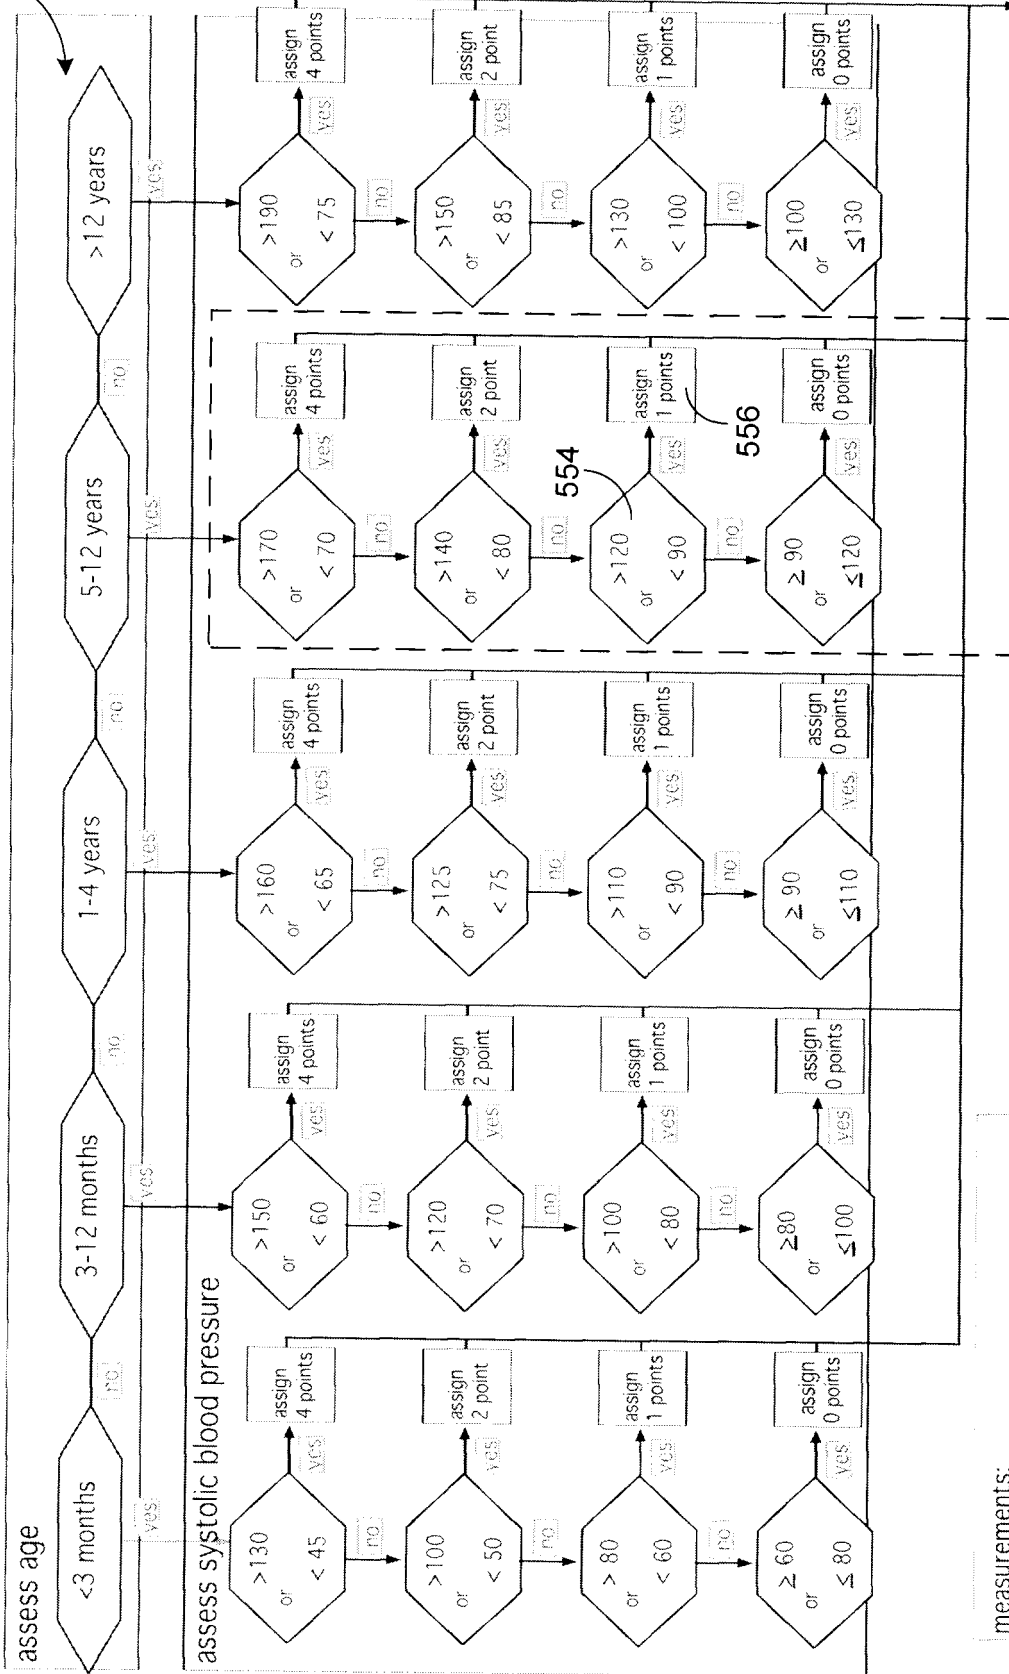 assess age
<3 months
no
3-12 months
no
1-4 years
no
5-12 years
no
>12 years
yes
yes
yes
yes
yes
assess systolic blood pressure
>130
or
< 45
yes
assign
4 points
no
>100
or
< 50
yes
assign
2 point
no
> 80
or
< 60
yes
assign
1 points
no
≥ 60
or
≤ 80
yes
assign
0 points
>150
or
< 60
yes
assign
4 points
no
>120
or
< 70
yes
assign
2 point
no
>100
or
< 80
yes
assign
1 points
no
≥80
or
≤100
yes
assign
0 points
>160
or
< 65
yes
assign
4 points
no
>125
or
< 75
yes
assign
2 point
no
>110
or
< 90
yes
assign
1 points
no
≥ 90
or
≤110
yes
assign
0 points
>170
or
< 70
yes
assign
4 points
no
>140
or
< 80
yes
assign
2 point
no
554
>120
or
< 90
yes
assign
1 points
556
no
≥ 90
or
≤120
yes
assign
0 points
>190
or
< 75
yes
assign
4 points
no
>150
or
< 85
yes
assign
2 point
no
>130
or
< 100
yes
assign
1 points
no
≥100
or
≤130
yes
assign
0 points
measurements: